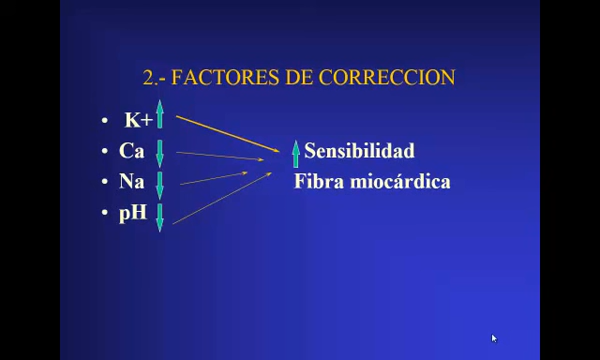 2.- FACTORES DE CORRECCION
• K+
• Ca
• Na
• pH
Sensibilidad
Fibra miocárdica